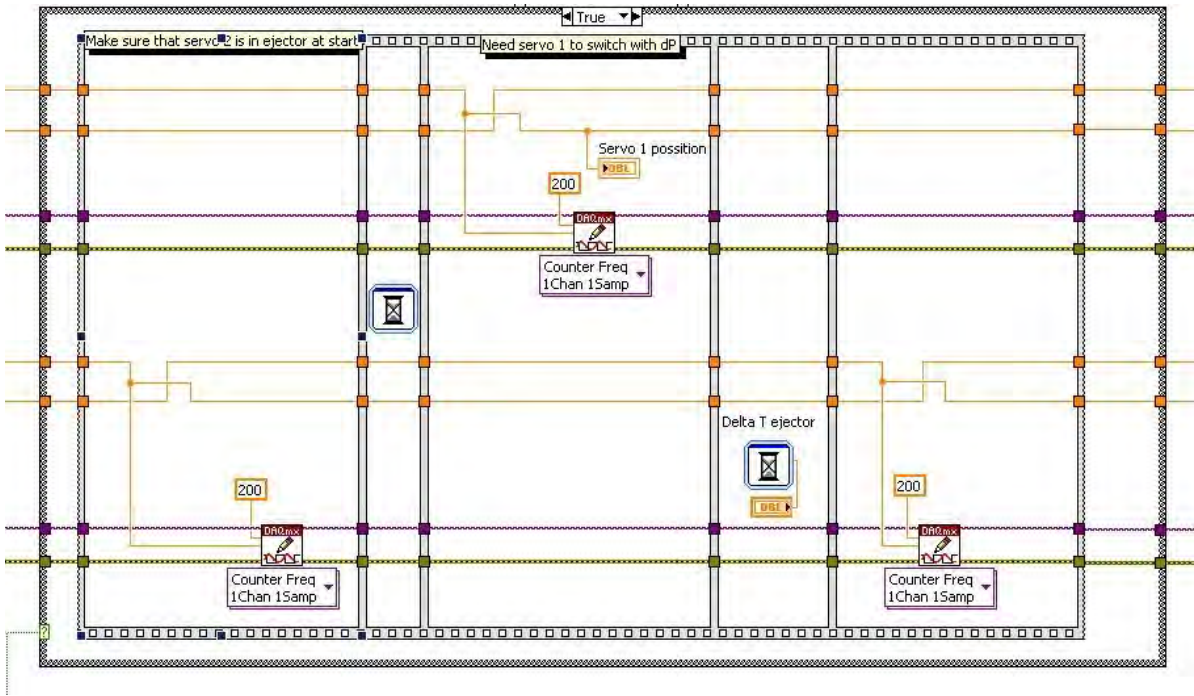 True
Make sure that servo 2 is in ejector at start
Need servo 1 to switch with dP
Servo 1 possition
DBL
200
DAQmx
Counter Freq
1Chan 1Samp
Delta T ejector
DBL
200
DAQmx
Counter Freq
1Chan 1Samp
200
DAQmx
Counter Freq
1Chan 1Samp
?